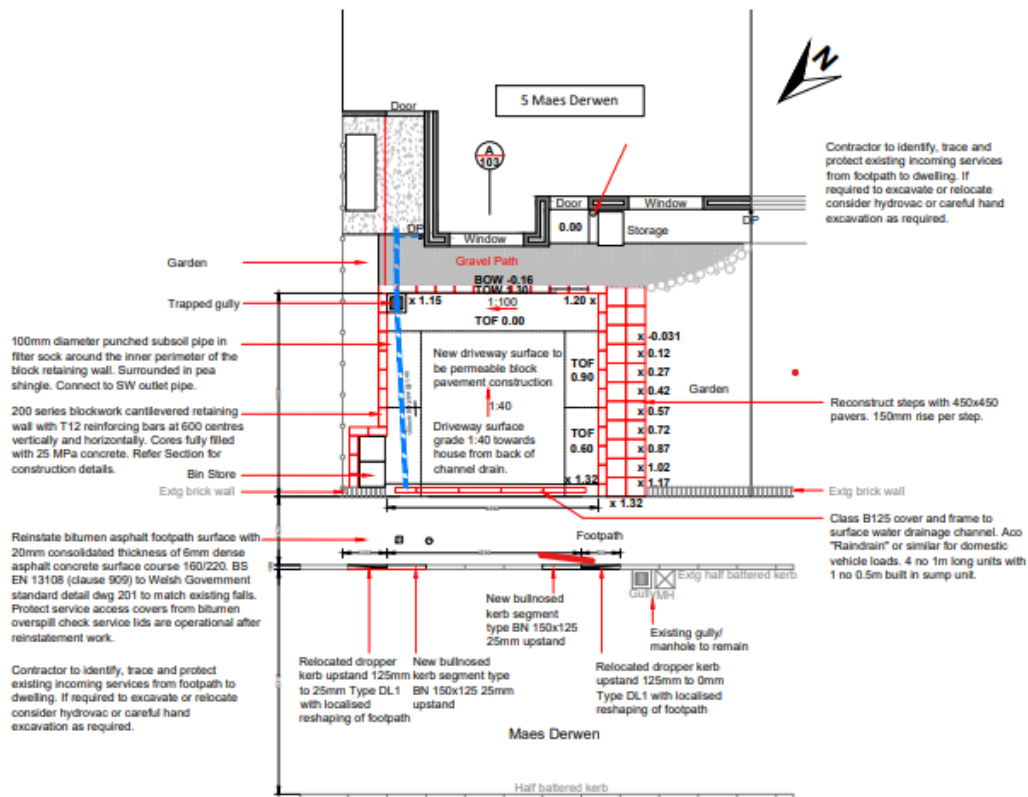 N
5 Maes Derwen
Door
A
103
Contractor to identify, trace and
protect existing incoming services
from footpath to dwelling. If
required to excavate or relocate
consider hydrovac or careful hand
excavation as required.
Door
Window
DP
0.00
Storage
DP
Window
Garden
Gravel Path
BOW -0.16
TOW 1.30
Trapped gully
x 1.15
1:100
1.20 x
TOF 0.00
100mm diameter punched subsoil pipe in
filter sock around the inner perimeter of the
block retaining wall. Surrounded in pea
shingle. Connect to SW outlet pipe.
New driveway surface to
be permeable block
pavement construction
1:40
Driveway surface
grade 1:40 towards
house from back of
channel drain.
TOF
0.90
TOF
0.60
x -0.031
x 0.12
x 0.27
x 0.42
x 0.57
x 0.72
x 0.87
x 1.02
x 1.17
Garden
Reconstruct steps with 450x450
pavers. 150mm rise per step.
200 series blockwork cantilevered retaining
wall with T12 reinforcing bars at 600 centres
vertically and horizontally. Cores fully filled
with 25 MPa concrete. Refer Section for
construction details.
Bin Store
Extg brick wall
x 1.32
x 1.32
Extg brick wall
Class B125 cover and frame to
surface water drainage channel. Aco
"Raindrain" or similar for domestic
vehicle loads. 4 no 1m long units with
1 no 0.5m built in sump unit.
Reinstate bitumen asphalt footpath surface with
20mm consolidated thickness of 6mm dense
asphalt concrete surface course 160/220. BS
EN 13108 (clause 909) to Welsh Government
standard detail dwg 201 to match existing falls.
Protect service access covers from bitumen
overspill check service lids are operational after
reinstatement work.
Footpath
Extg half battered kerb
Gully
MH
New bullnosed
kerb segment
type BN 150x125
25mm upstand
Existing gully/
manhole to remain
Relocated dropper
kerb upstand 125mm
to 25mm Type DL1
with localised
reshaping of footpath
New bullnosed
kerb segment type
BN 150x125 25mm
upstand
Relocated dropper kerb
upstand 125mm to 0mm
Type DL1 with localised
reshaping of footpath
Contractor to identify, trace and protect
existing incoming services from footpath to
dwelling. If required to excavate or relocate
consider hydrovac or careful hand
excavation as required.
Maes Derwen
Half battered kerb